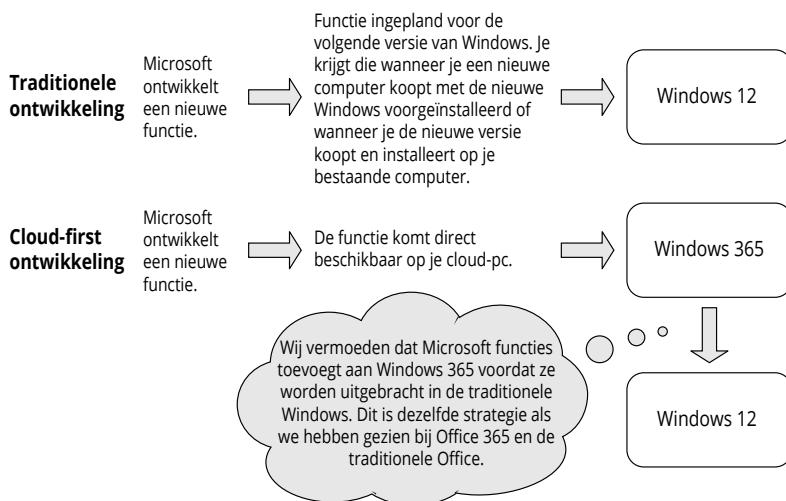 Traditionele
ontwikkeling
Microsoft
ontwikkelt
een nieuwe
functie.
Functie ingepland voor de
volgende versie van Windows. Je
krijgt die wanneer je een nieuwe
computer koopt met de nieuwe
Windows voorgeïnstalleerd of
wanneer je de nieuwe versie
koopt en installeert op je
bestaande computer.
Windows 12
Cloud-first
ontwikkeling
Microsoft
ontwikkelt
een nieuwe
functie.
De functie komt direct
beschikbaar op je cloud-pc.
Windows 365
Wij vermoeden dat Microsoft functies
toevoegt aan Windows 365 voordat ze
worden uitgebracht in de traditionele
Windows. Dit is dezelfde strategie als
we hebben gezien bij Office 365 en de
traditionele Office.
Windows 12